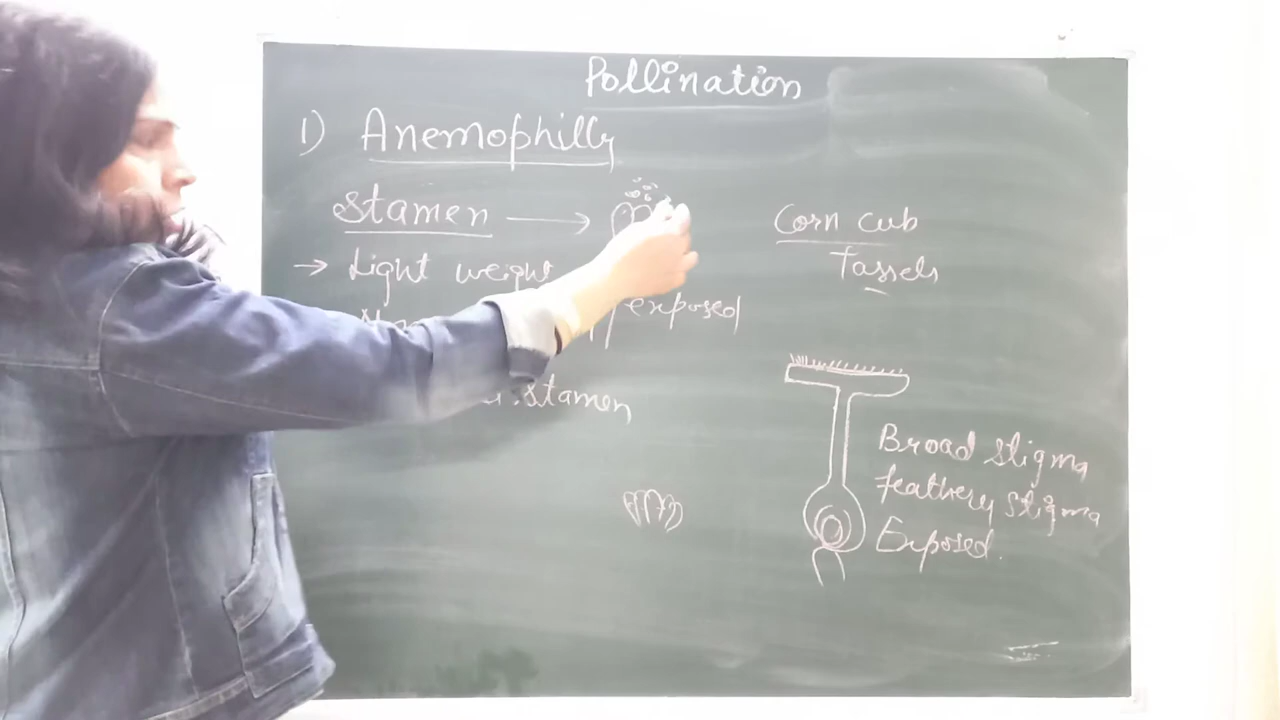 Pollination
1) Anemophilly
Stamen →
→ Light weight
exposed
stamen
Corn cub
Tassels
Broad stigma
feathery stigma
Exposed.